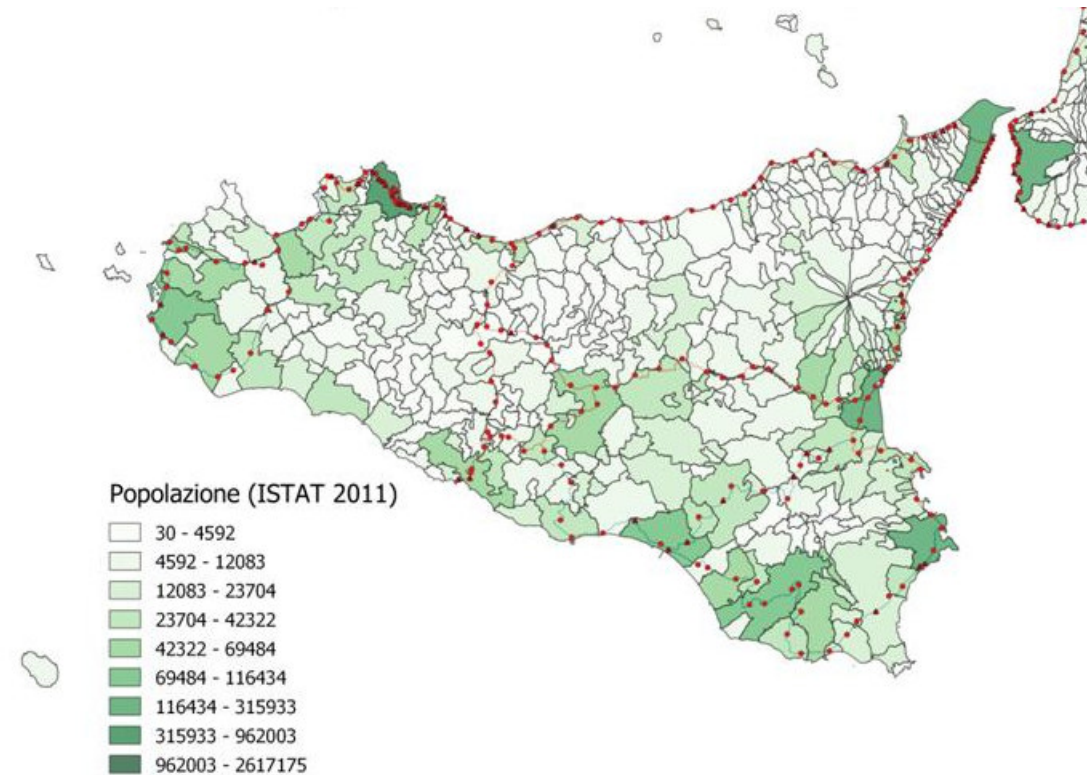 Popolazione (ISTAT 2011)
30 - 4592
4592 - 12083
12083 - 23704
23704 - 42322
42322 - 69484
69484 - 116434
116434 - 315933
315933 - 962003
962003 - 2617175